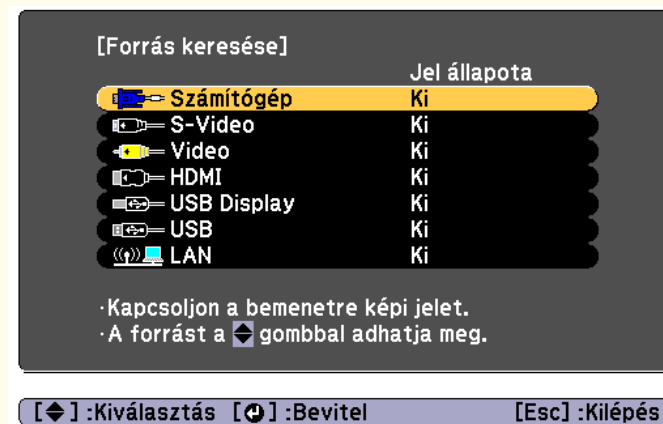 [Forrás keresése]
Jel állapota
Számítógép Ki
S-Video Ki
Video Ki
HDMI Ki
USB Display Ki
USB Ki
LAN Ki
·Kapcsoljon a bemenetre képi jelet.
·A forrást a gombbal adhatja meg.
[ ] :Kiválasztás [ ] :Bevitel [Esc] :Kilépés